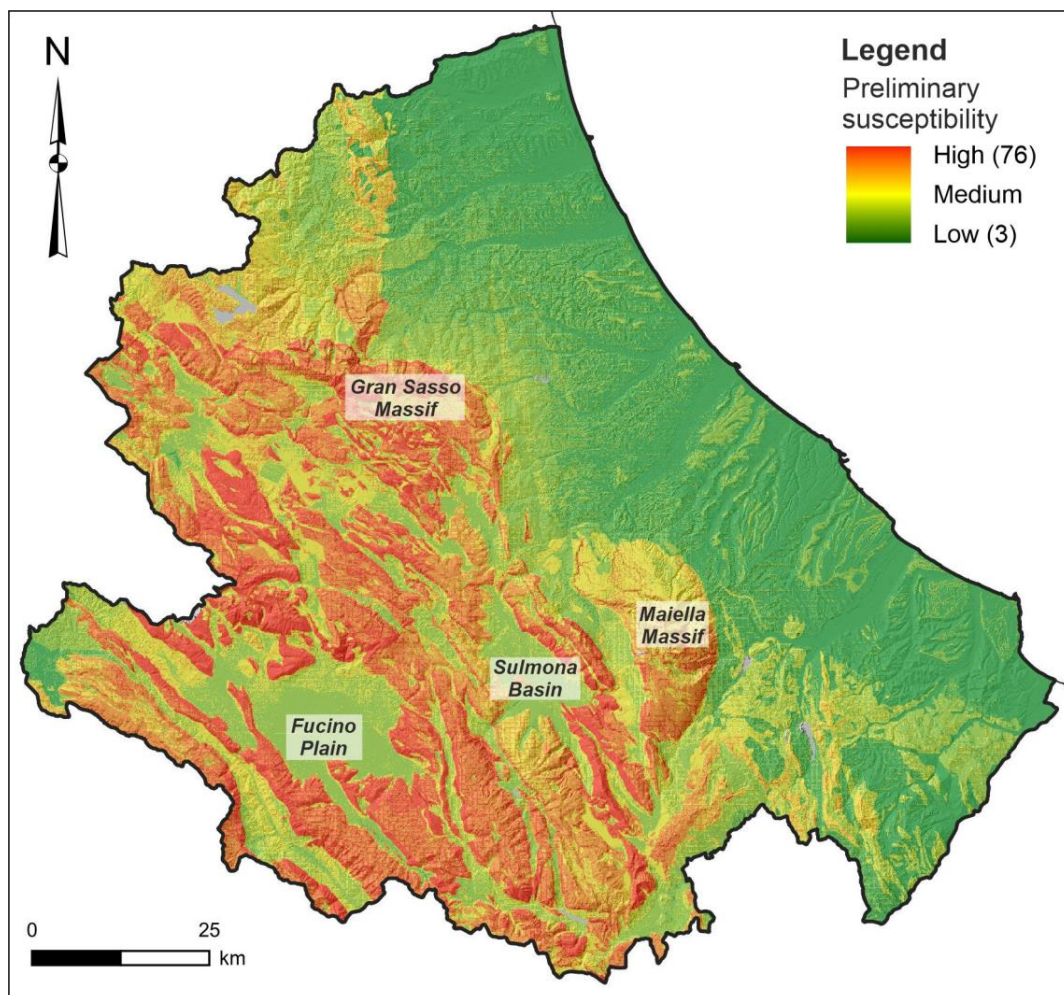 N
Legend
Preliminary
susceptibility
High (76)
Medium
Low (3)
Gran Sasso
Massif
Maiella
Massif
Sulmona
Basin
Fucino
Plain
0 25
km